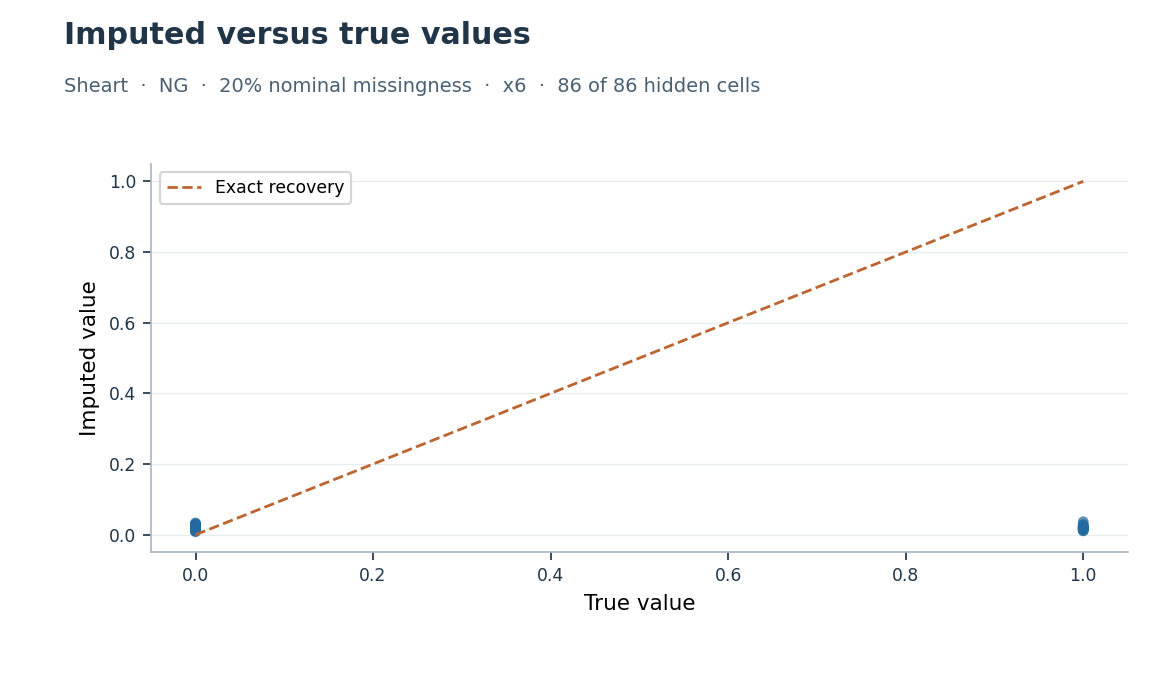 Imputed versus true values
Sheart · NG · 20% nominal missingness · x6 · 86 of 86 hidden cells
Exact recovery
1.0
0.8
0.6
0.4
0.2
0.0
Imputed value
0.0 0.2 0.4 0.6 0.8 1.0
True value